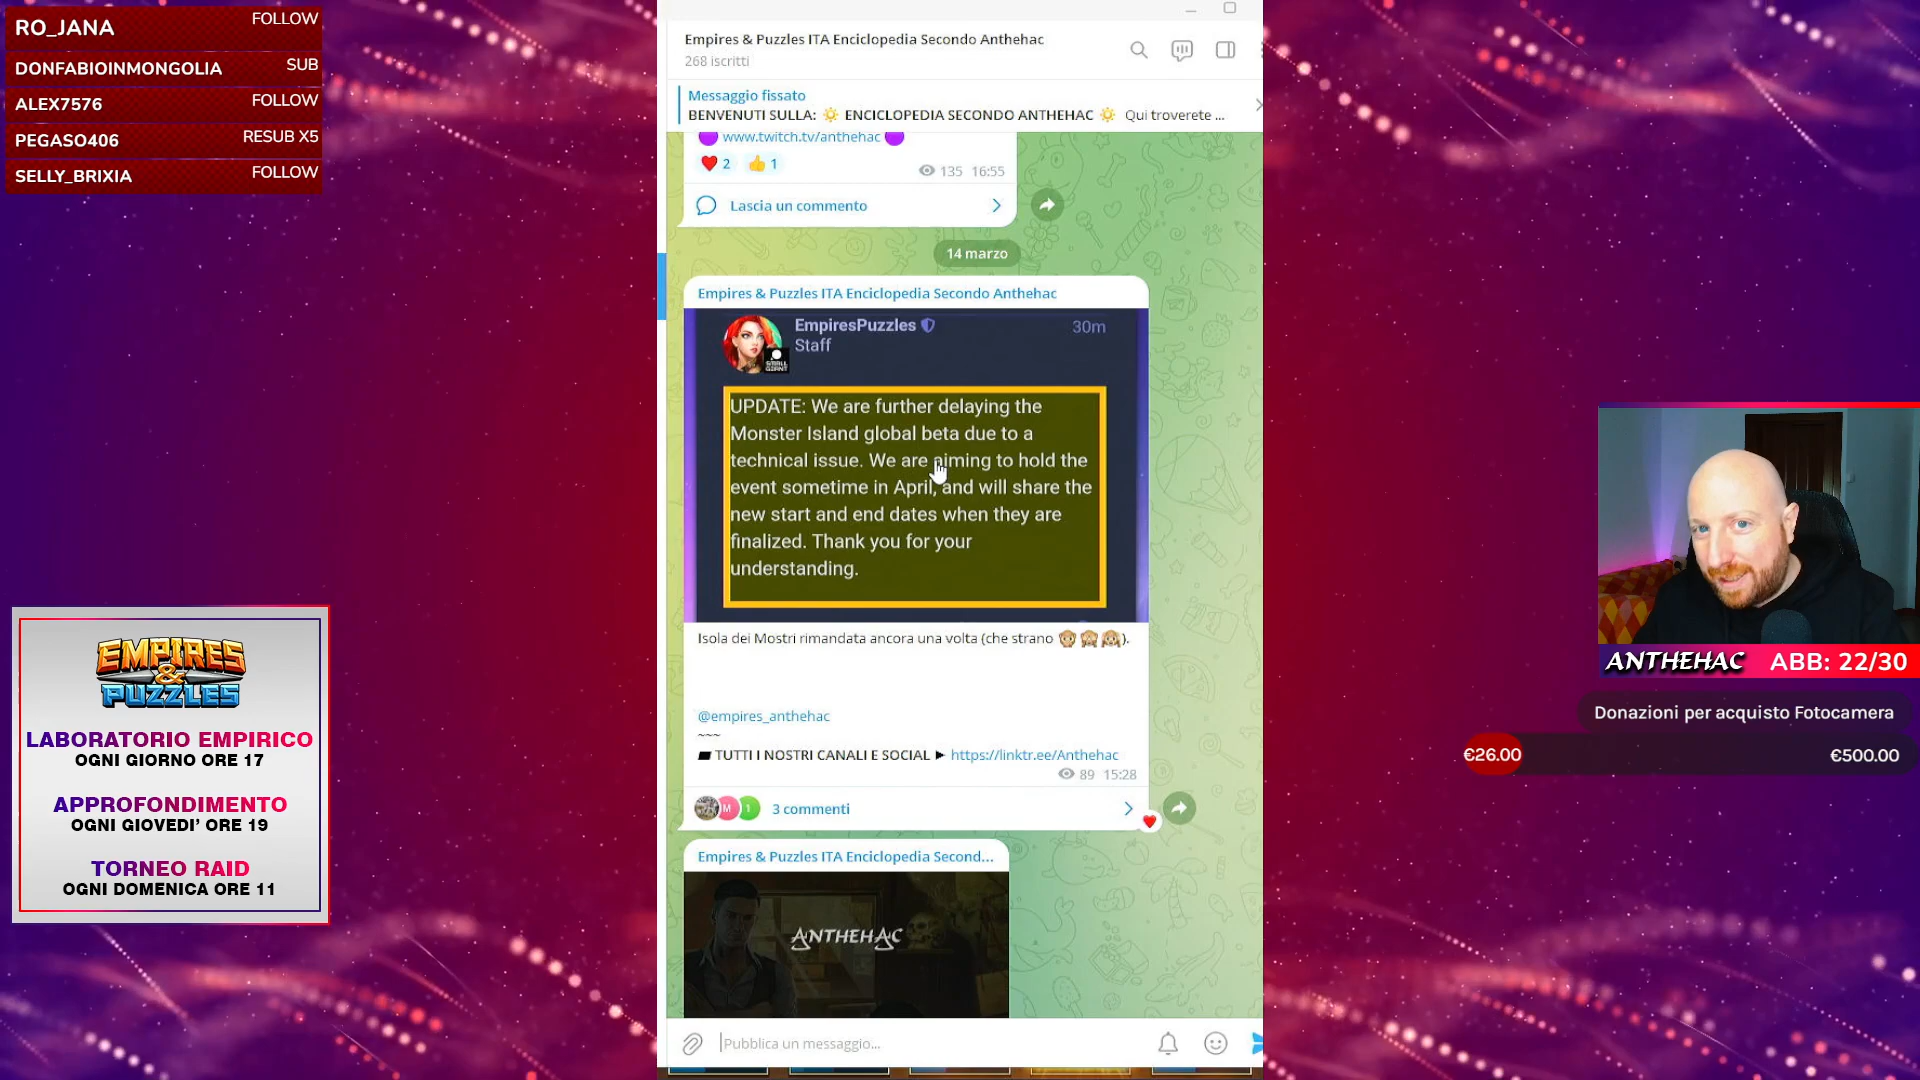 RO_JANA FOLLOW
DONFABIOINMONGOLIA SUB
ALEX7576 FOLLOW
PEGASO406 RESUB X5
SELLY_BRIXIA FOLLOW
EMPIRES
&
PUZZLES
LABORATORIO EMPIRICO
OGNI GIORNO ORE 17
APPROFONDIMENTO
OGNI GIOVEDI' ORE 19
TORNEO RAID
OGNI DOMENICA ORE 11
Empires & Puzzles ITA Enciclopedia Secondo Anthehac
268 iscritti
Messaggio fissato
BENVENUTI SULLA: ☀️ ENCICLOPEDIA SECONDO ANTHEHAC ☀️ Qui troverete ...
www.twitch.tv/anthehac
❤️ 2 👍 1 135 16:55
Lascia un commento
14 marzo
Empires & Puzzles ITA Enciclopedia Secondo Anthehac
EmpiresPuzzles 30m
Staff
SMALL
GIANT
UPDATE: We are further delaying the
Monster Island global beta due to a
technical issue. We are aiming to hold the
event sometime in April, and will share the
new start and end dates when they are
finalized. Thank you for your
understanding.
Isola dei Mostri rimandata ancora una volta (che strano 🙊🙈🙈).
@empires_anthehac
~~~
TUTTI I NOSTRI CANALI E SOCIAL ► https://linktr.ee/Anthehac
89 15:28
M 1 3 commenti
Empires & Puzzles ITA Enciclopedia Second...
ANTHEHAC
Pubblica un messaggio...
ANTHEHAC ABB: 22/30
Donazioni per acquisto Fotocamera
€26.00 €500.00